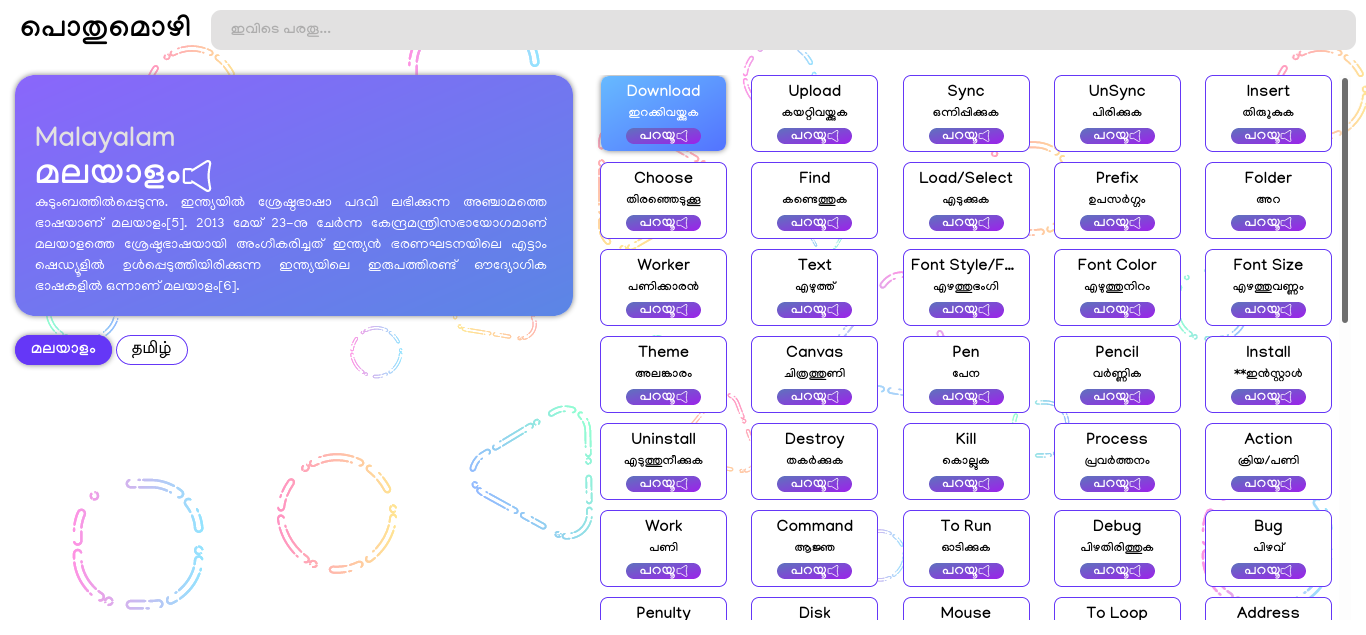 പൊതുമൊഴി
ഇവിടെ പരതൂ...
Malayalam
മലയാളം
കുടുംബത്തിൽപ്പെടുന്നു. ഇന്ത്യയിൽ ശ്രേഷ്ഠഭാഷാ പദവി ലഭിക്കുന്ന അഞ്ചാമത്തെ
ഭാഷയാണ് മലയാളം[5]. 2013 മേയ് 23-നു ചേർന്ന കേന്ദ്രമന്ത്രിസഭായോഗമാണ്
മലയാളത്തെ ശ്രേഷ്ഠഭാഷയായി അംഗീകരിച്ചത് ഇന്ത്യൻ ഭരണഘടനയിലെ എട്ടാം
ഷെഡ്യൂളിൽ ഉൾപ്പെടുത്തിയിരിക്കുന്ന ഇന്ത്യയിലെ ഇരുപത്തിരണ്ട് ഔദ്യോഗിക
ഭാഷകളിൽ ഒന്നാണ് മലയാളം[6].
മലയാളം தமிழ்
Download Upload Sync UnSync Insert
ഇറക്കിവയ്ക്കുക കയറ്റിവയ്ക്കുക ഒന്നിപ്പിക്കുക പിരിക്കുക തിരുകുക
പറയൂ പറയൂ പറയൂ പറയൂ പറയൂ
Choose Find Load/Select Prefix Folder
തിരഞ്ഞെടുക്കൂ കണ്ടെത്തുക എടുക്കുക ഉപസർഗ്ഗം അറ
പറയൂ പറയൂ പറയൂ പറയൂ പറയൂ
Worker Text Font Style/F... Font Color Font Size
പണിക്കാരൻ എഴുത്ത് എഴത്തുഭംഗി എഴുത്തുനിറം എഴത്തുവണ്ണം
പറയൂ പറയൂ പറയൂ പറയൂ പറയൂ
Theme Canvas Pen Pencil Install
അലങ്കാരം ചിത്രത്തുണി പേന വർണ്ണിക **ഇൻസ്റ്റാൾ
പറയൂ പറയൂ പറയൂ പറയൂ പറയൂ
Uninstall Destroy Kill Process Action
എടുത്തുനീക്കുക തകർക്കുക കൊല്ലുക പ്രവർത്തനം ക്രിയ/പണി
പറയൂ പറയൂ പറയൂ പറയൂ പറയൂ
Work Command To Run Debug Bug
പണി ആജ്ഞ ഓടിക്കുക പിഴതിരിത്തുക പിഴവ്
പറയൂ പറയൂ പറയൂ പറയൂ പറയൂ
Penulty Disk Mouse To Loop Address